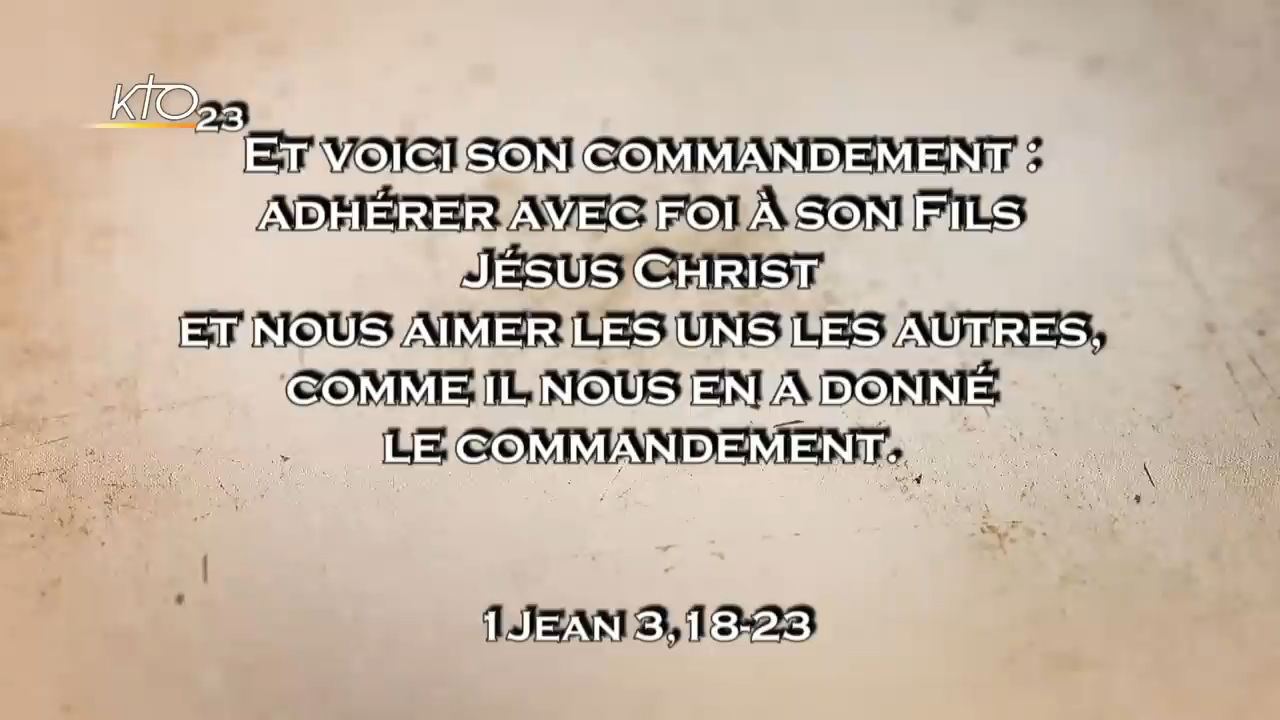 KTO
23
Et voici son commandement :
adhérer avec foi à son Fils
Jésus Christ
et nous aimer les uns les autres,
comme il nous en a donné
le commandement.
1 Jean 3,18-23